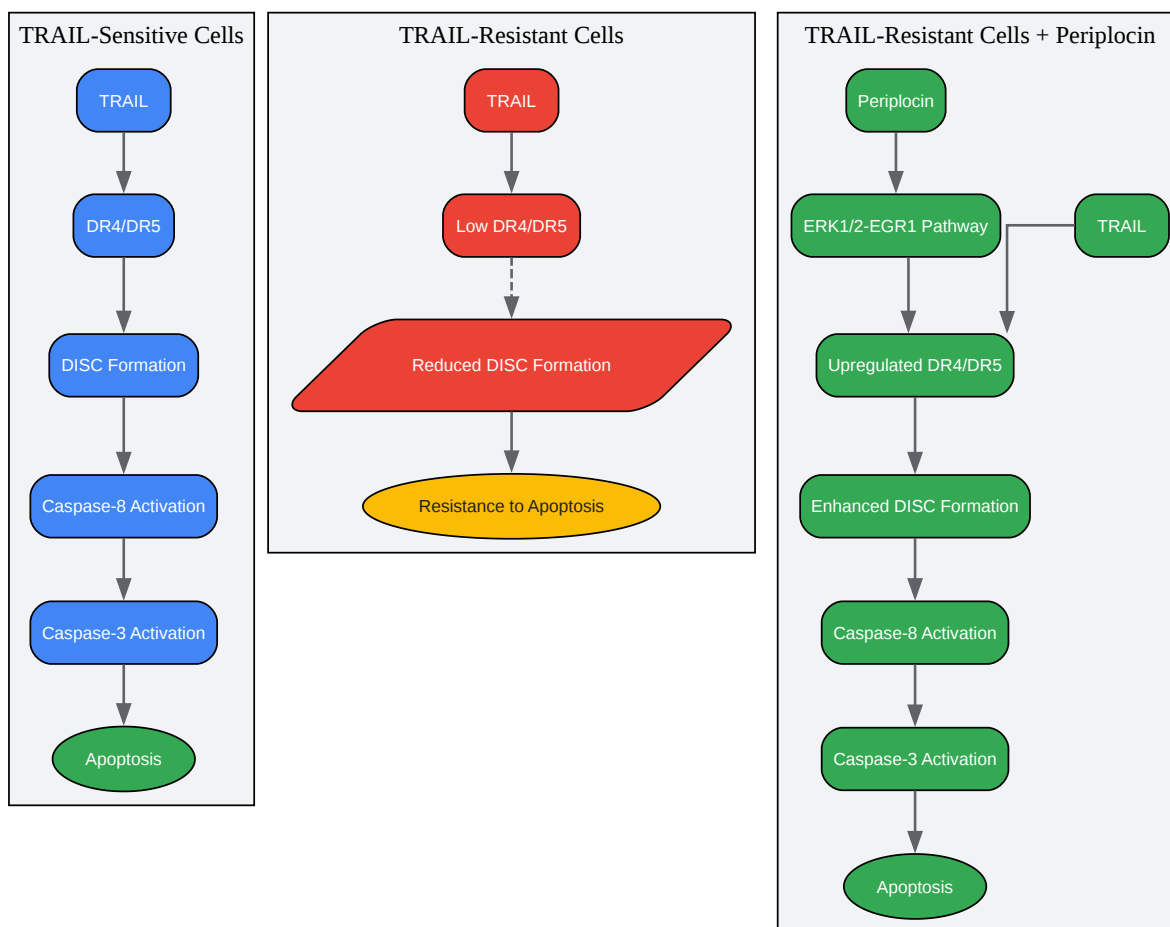 TRAIL-Sensitive Cells
TRAIL
DR4/DR5
DISC Formation
Caspase-8 Activation
Caspase-3 Activation
Apoptosis
TRAIL-Resistant Cells
TRAIL
Low DR4/DR5
Reduced DISC Formation
Resistance to Apoptosis
TRAIL-Resistant Cells + Periplocin
Periplocin
ERK1/2-EGR1 Pathway
TRAIL
Upregulated DR4/DR5
Enhanced DISC Formation
Caspase-8 Activation
Caspase-3 Activation
Apoptosis